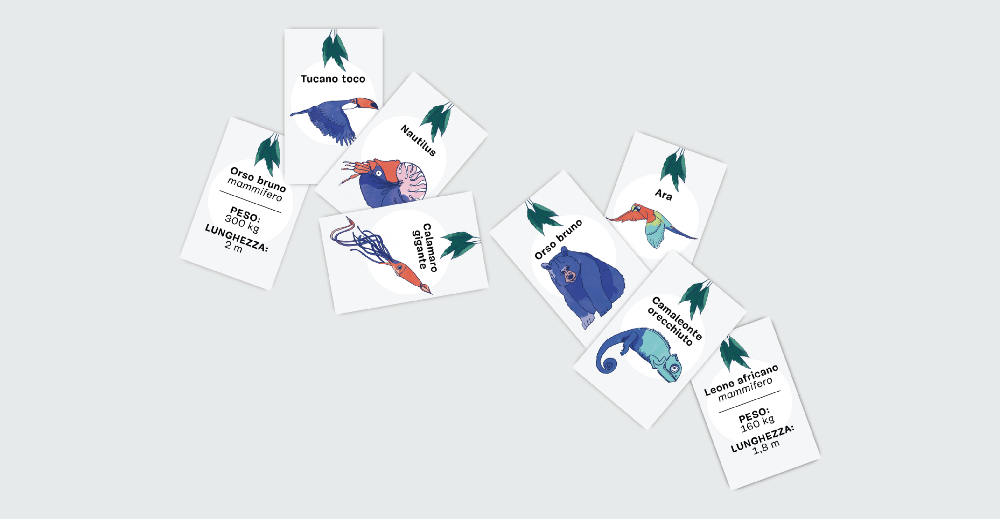 Tucano toco
Nautilus
Orso bruno
mammifero
PESO:
300 kg
LUNGHEZZA:
2 m
Calamaro
gigante
Ara
Orso bruno
Camaleonte
orecchiuto
Leone africano
mammifero
PESO:
160 kg
LUNGHEZZA:
1,8 m